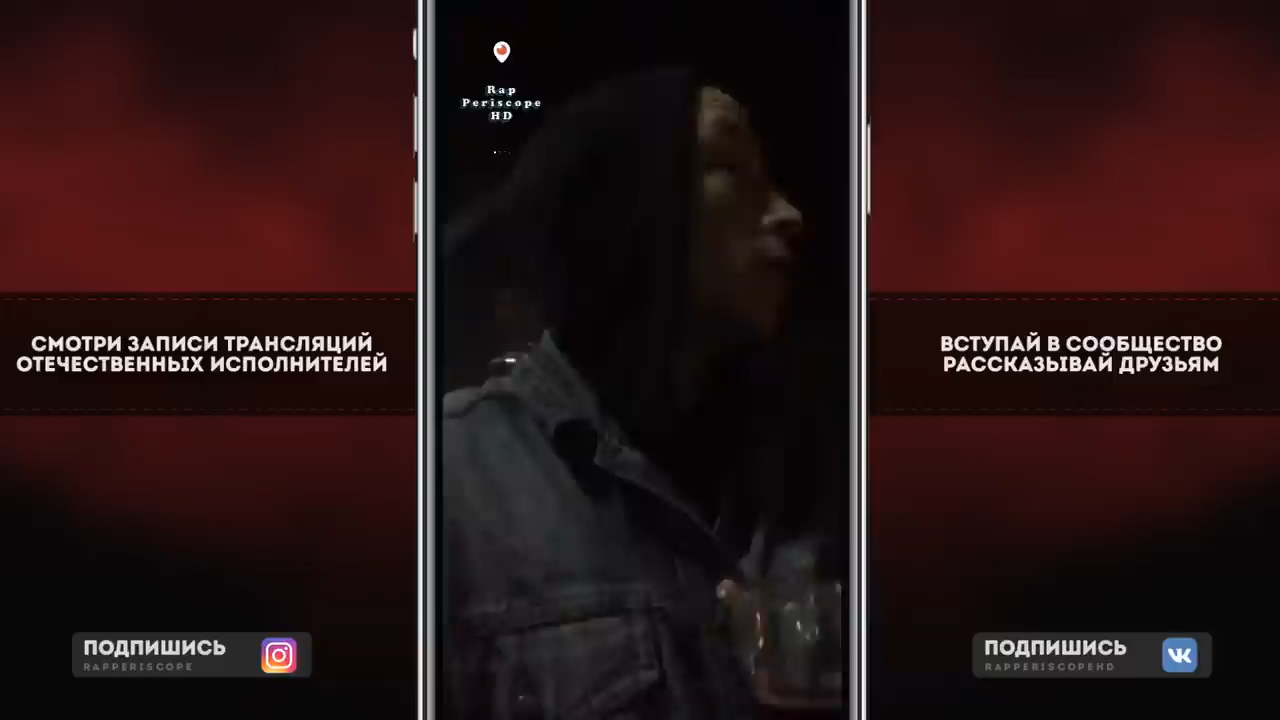 Rap
Periscope
HD
СМОТРИ ЗАПИСИ ТРАНСЛЯЦИЙ
ОТЕЧЕСТВЕННЫХ ИСПОЛНИТЕЛЕЙ
ВСТУПАЙ В СООБЩЕСТВО
РАССКАЗЫВАЙ ДРУЗЬЯМ
ПОДПИШИСЬ
RAPPERISCOPE
ПОДПИШИСЬ
RAPPERISCOPEHD